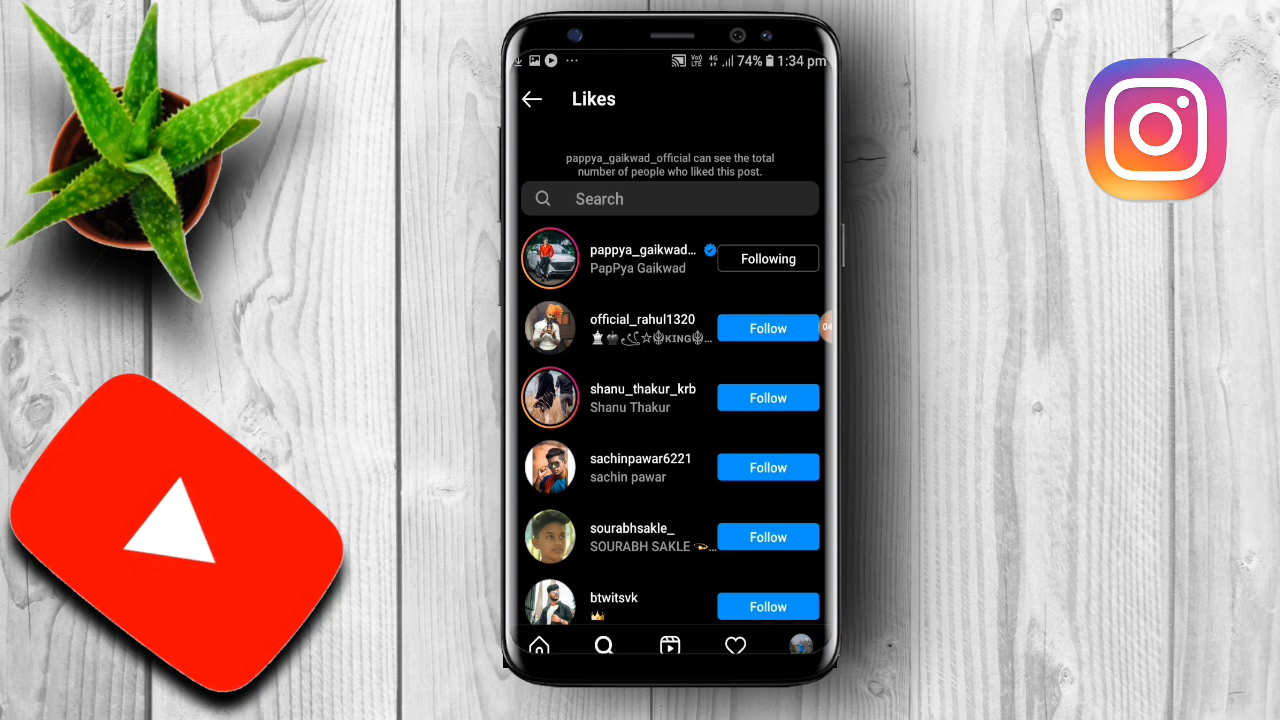 74% 1:34 pm
Likes
pappya_gaikwad_official can see the total
number of people who liked this post.
Search
pappya_gaikwad...
PapPya Gaikwad
Following
official_rahul1320
☆ KING ...
Follow
shanu_thakur_krb
Shanu Thakur
Follow
sachinpawar6221
sachin pawar
Follow
sourabhsakle_
SOURABH SAKLE 💫...
Follow
btwitsvk
👑
Follow
04